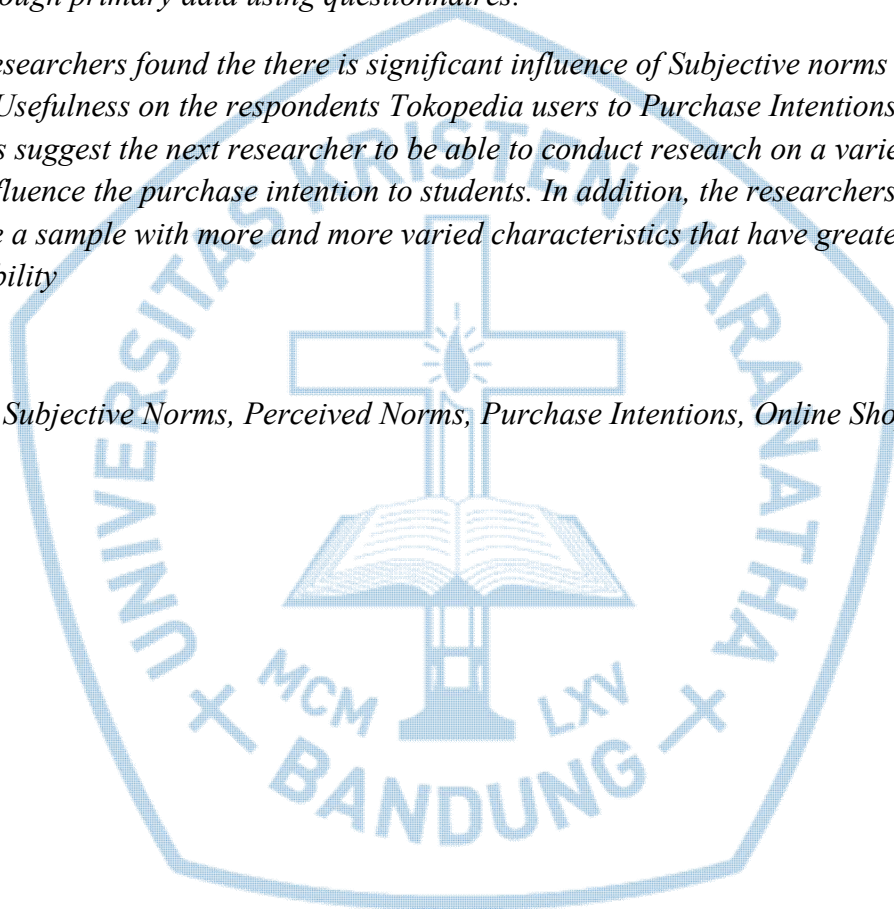 ough primary data using questionnaires.
esearchers found the there is significant influence of Subjective norms
Usefulness on the respondents Tokopedia users to Purchase Intentions
s suggest the next researcher to be able to conduct research on a varie
fluence the purchase intention to students. In addition, the researchers
e a sample with more and more varied characteristics that have greate
bility
Subjective Norms, Perceived Norms, Purchase Intentions, Online Sho
UNIVERSITAS KRISTEN MARANATHA
MCM LXV
BANDUNG